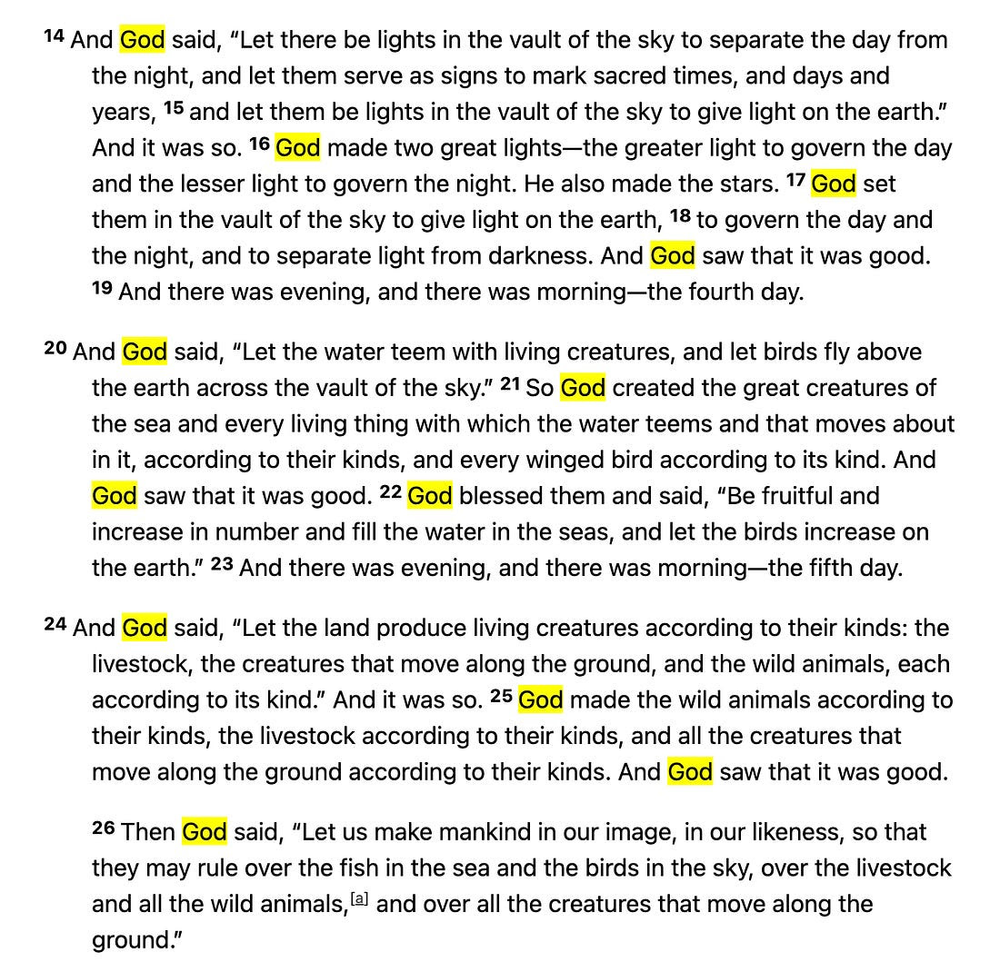 14 And God said, “Let there be lights in the vault of the sky to separate the day from
the night, and let them serve as signs to mark sacred times, and days and
years, 15 and let them be lights in the vault of the sky to give light on the earth.”
And it was so. 16 God made two great lights—the greater light to govern the day
and the lesser light to govern the night. He also made the stars. 17 God set
them in the vault of the sky to give light on the earth, 18 to govern the day and
the night, and to separate light from darkness. And God saw that it was good.
19 And there was evening, and there was morning—the fourth day.
20 And God said, “Let the water teem with living creatures, and let birds fly above
the earth across the vault of the sky.” 21 So God created the great creatures of
the sea and every living thing with which the water teems and that moves about
in it, according to their kinds, and every winged bird according to its kind. And
God saw that it was good. 22 God blessed them and said, “Be fruitful and
increase in number and fill the water in the seas, and let the birds increase on
the earth.” 23 And there was evening, and there was morning—the fifth day.
24 And God said, “Let the land produce living creatures according to their kinds: the
livestock, the creatures that move along the ground, and the wild animals, each
according to its kind.” And it was so. 25 God made the wild animals according to
their kinds, the livestock according to their kinds, and all the creatures that
move along the ground according to their kinds. And God saw that it was good.
26 Then God said, “Let us make mankind in our image, in our likeness, so that
they may rule over the fish in the sea and the birds in the sky, over the livestock
and all the wild animals,[a] and over all the creatures that move along the
ground.”